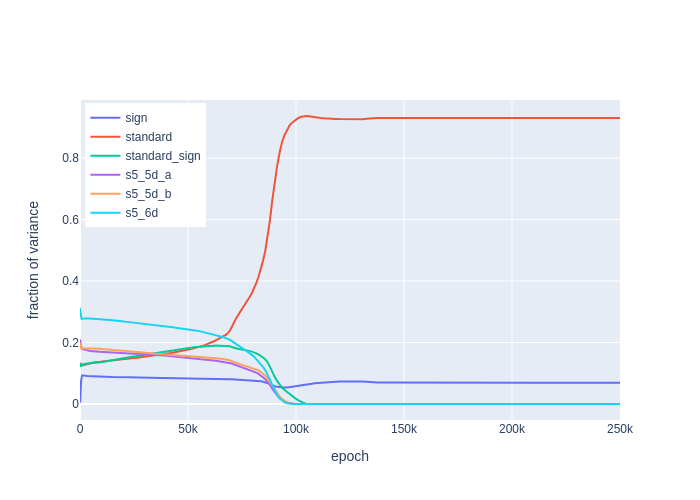 sign
standard
standard_sign
s5_5d_a
s5_5d_b
s5_6d
fraction of variance
0.8
0.6
0.4
0.2
0
0 50k 100k 150k 200k 250k
epoch